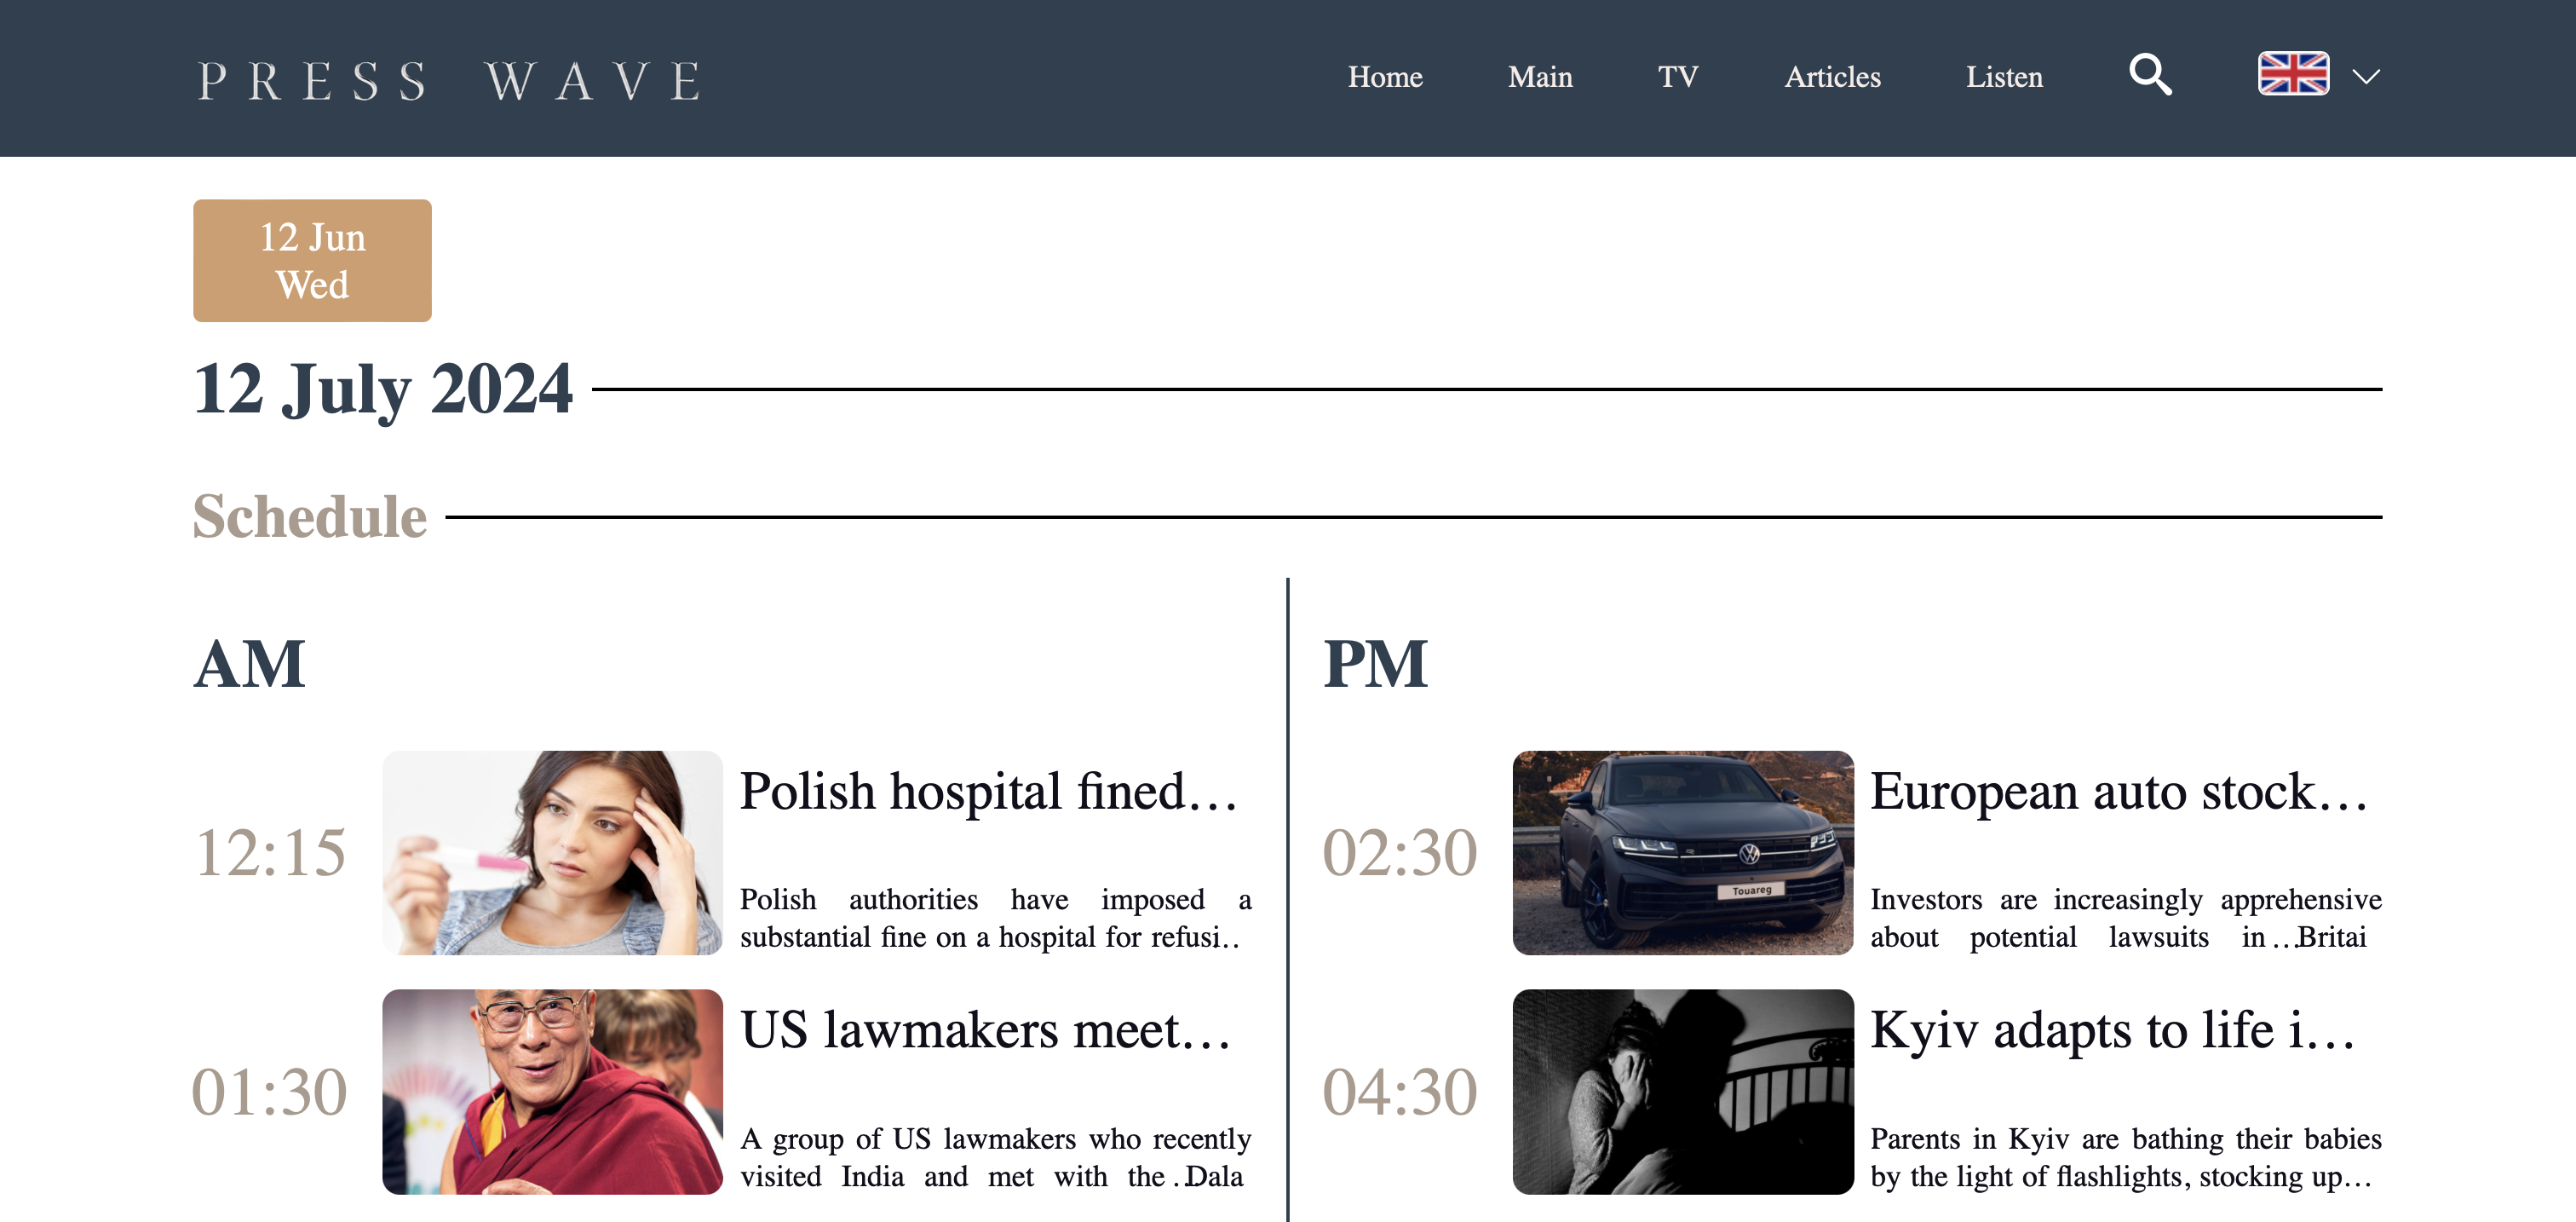 PRESS WAVE
Home Main TV Articles Listen
12 Jun
Wed
12 July 2024
Schedule
AM
12:15
Polish hospital fined…
Polish authorities have imposed a
substantial fine on a hospital for refusi…
01:30
US lawmakers meet…
A group of US lawmakers who recently
visited India and met with the…Dala
PM
02:30
Touareg
European auto stock…
Investors are increasingly apprehensive
about potential lawsuits in…Britai
04:30
Kyiv adapts to life i…
Parents in Kyiv are bathing their babies
by the light of flashlights, stocking up…